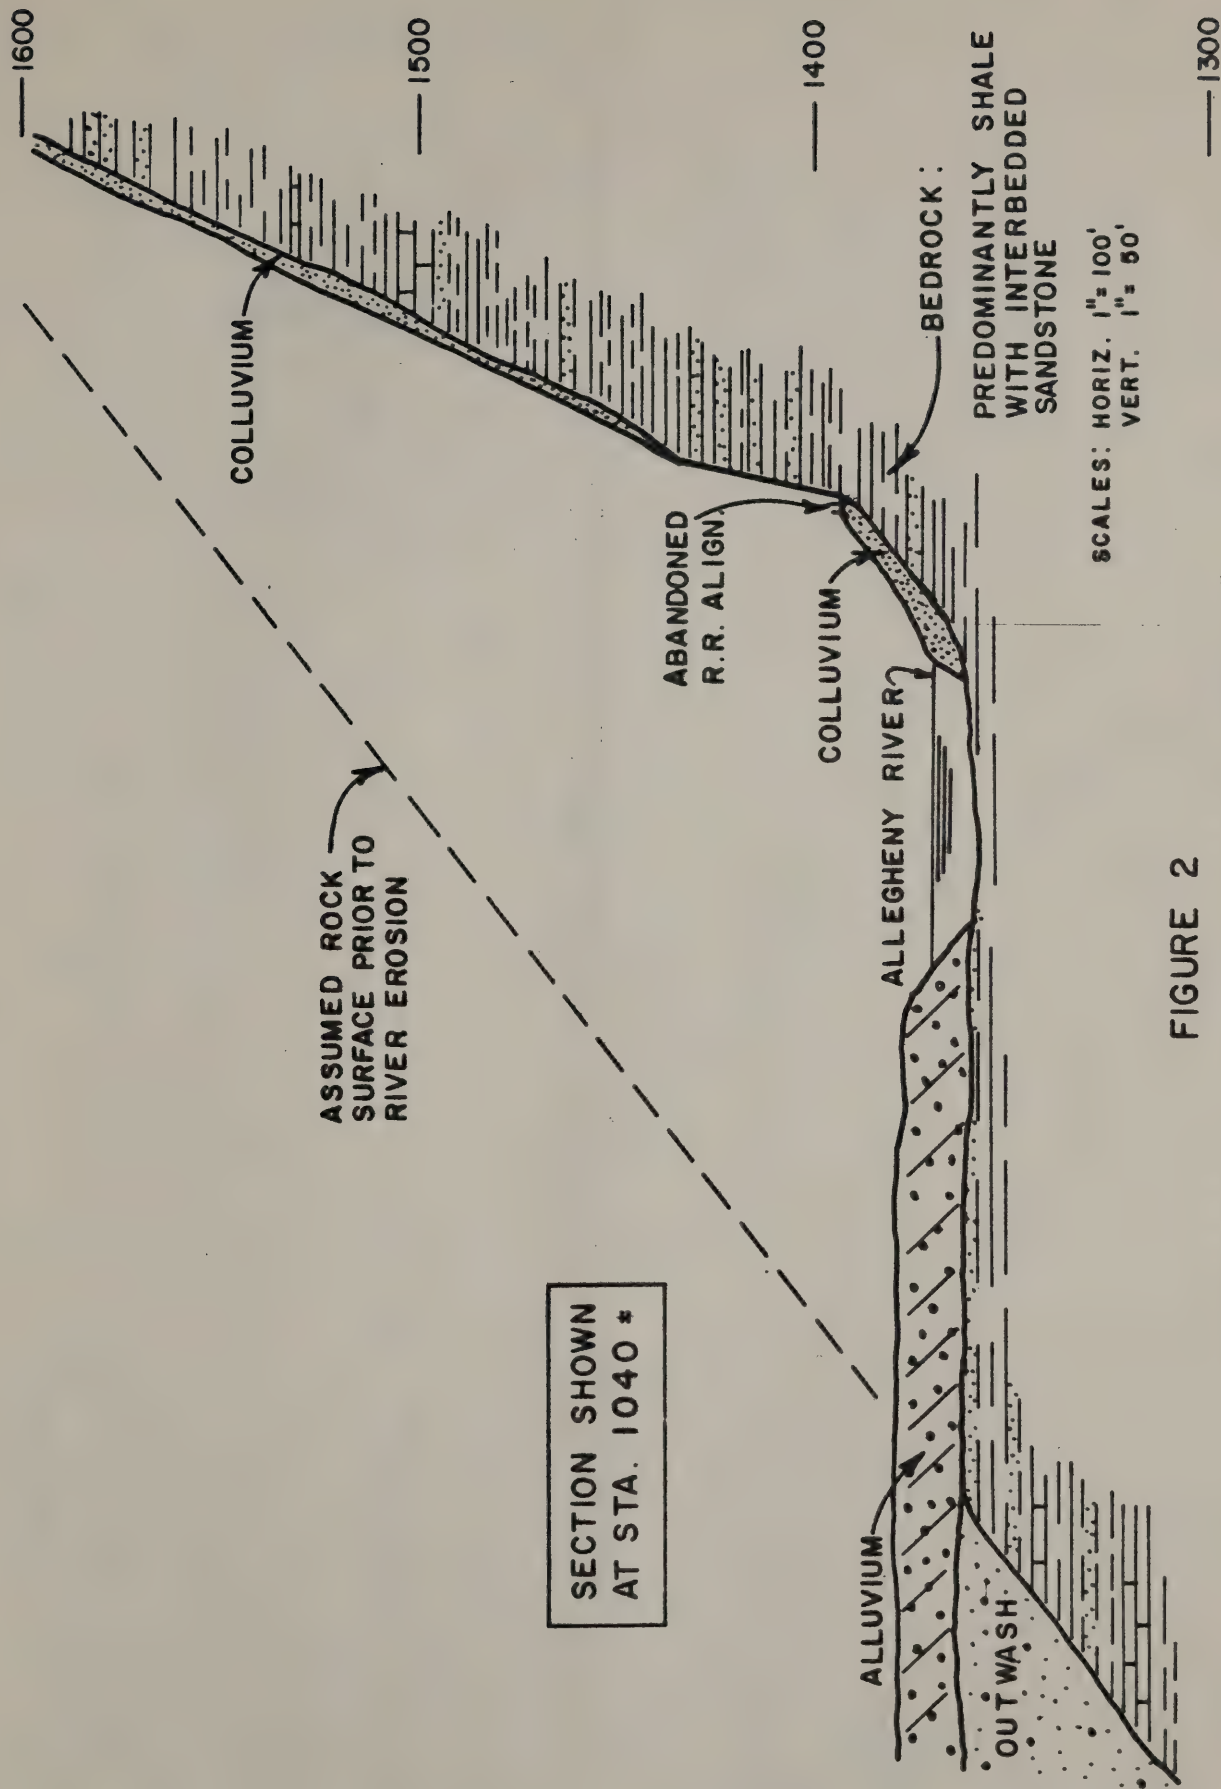 1600
1500
1400
1300
COLLUVIUM
ASSUMED ROCK
SURFACE PRIOR TO
RIVER EROSION
ABANDONED
R.R. ALIGN.
COLLUVIUM
ALLEGHENY RIVER
BEDROCK:
PREDOMINANTLY SHALE
WITH INTERBEDDED
SANDSTONE
SCALES: HORIZ. 1"=100'
VERT. 1"= 50'
SECTION SHOWN
AT STA. 1040 *
ALLUVIUM
OUTWASH
FIGURE 2